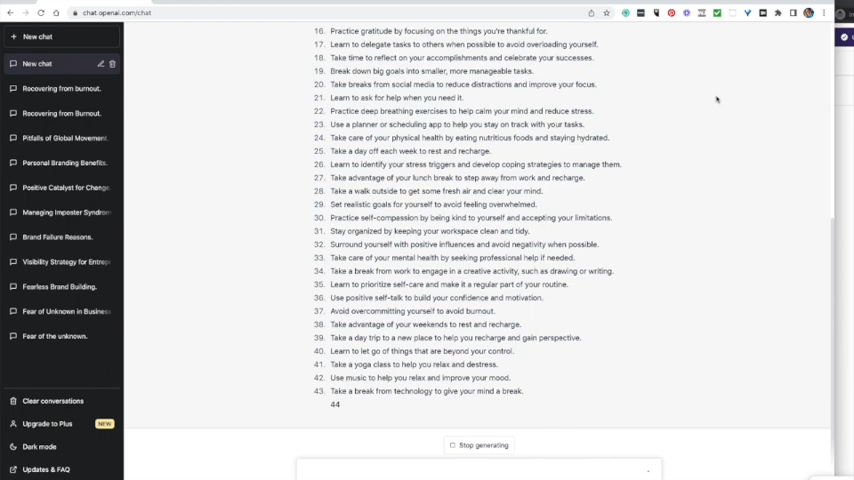 chat.openai.com/chat
New chat
New chat
Recovering from burnout.
Recovering from Burnout.
Pitfalls of Global Movement.
Personal Branding Benefits.
Positive Catalyst for Change.
Managing Imposter Syndrom
Brand Failure Reasons.
Visibility Strategy for Entrep
Fearless Brand Building.
Fear of Unknown in Business
Fear of the unknown.
Clear conversations
Upgrade to Plus
NEW
Dark mode
Updates & FAQ
16. Practice gratitude by focusing on the things you're thankful for.
17. Learn to delegate tasks to others when possible to avoid overloading yourself.
18. Take time to reflect on your accomplishments and celebrate your successes.
19. Break down big goals into smaller, more manageable tasks.
20. Take breaks from social media to reduce distractions and improve your focus.
21. Learn to ask for help when you need it.
22. Practice deep breathing exercises to help calm your mind and reduce stress.
23. Use a planner or scheduling app to help you stay on track with your tasks.
24. Take care of your physical health by eating nutritious foods and staying hydrated.
25. Take a day off each week to rest and recharge.
26. Learn to identify your stress triggers and develop coping strategies to manage them.
27. Take advantage of your lunch break to step away from work and recharge.
28. Take a walk outside to get some fresh air and clear your mind.
29. Set realistic goals for yourself to avoid feeling overwhelmed.
30. Practice self-compassion by being kind to yourself and accepting your limitations.
31. Stay organized by keeping your workspace clean and tidy.
32. Surround yourself with positive influences and avoid negativity when possible.
33. Take care of your mental health by seeking professional help if needed.
34. Take a break from work to engage in a creative activity, such as drawing or writing.
35. Learn to prioritize self-care and make it a regular part of your routine.
36. Use positive self-talk to build your confidence and motivation.
37. Avoid overcommitting yourself to avoid burnout.
38. Take advantage of your weekends to rest and recharge.
39. Take a day trip to a new place to help you recharge and gain perspective.
40. Learn to let go of things that are beyond your control.
41. Take a yoga class to help you relax and destress.
42. Use music to help you relax and improve your mood.
43. Take a break from technology to give your mind a break.
44
Stop generating